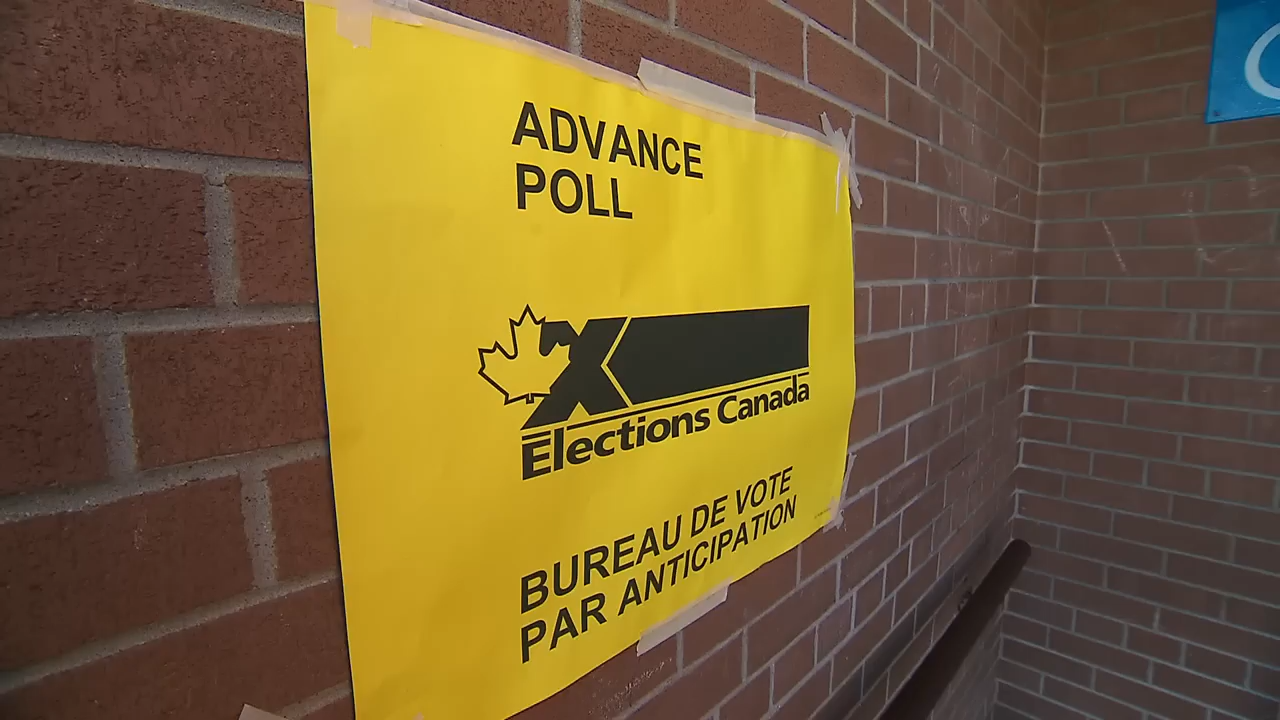 ADVANCE
POLL
Elections Canada
BUREAU DE VOTE
PAR ANTICIPATION